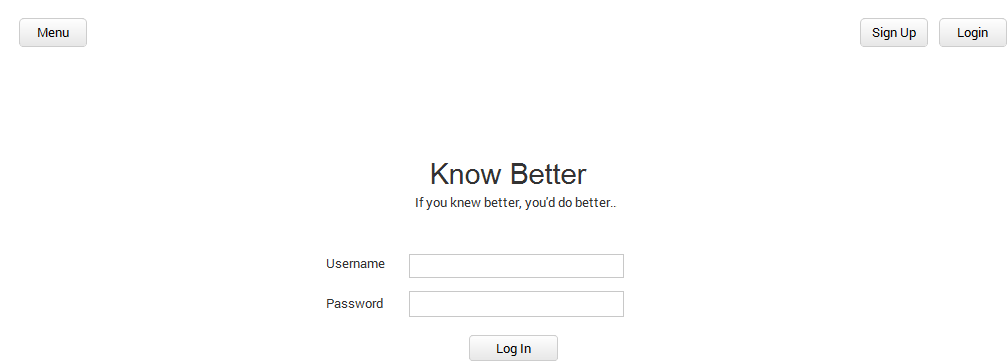 Menu Sign Up Login
Know Better
If you knew better, you'd do better..
Username
Password
Log In